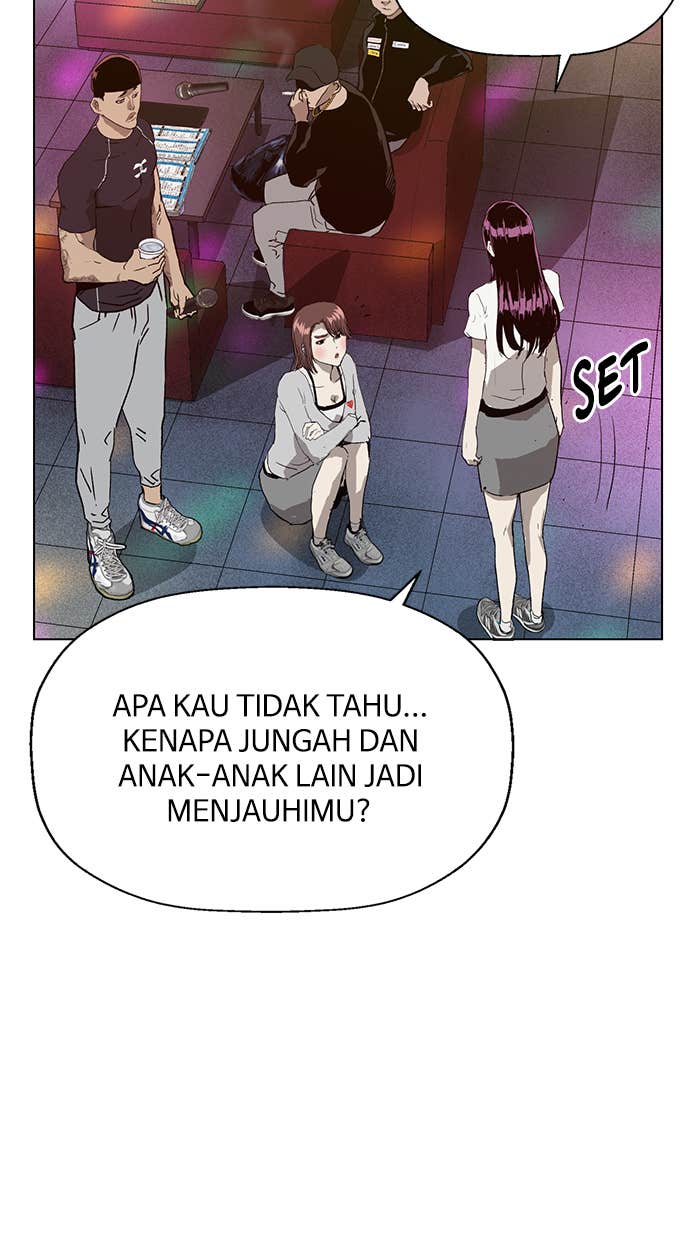 SET
APA KAU TIDAK TAHU...
KENAPA JUNGAH DAN
ANAK-ANAK LAIN JADI
MENJAUHIMU?